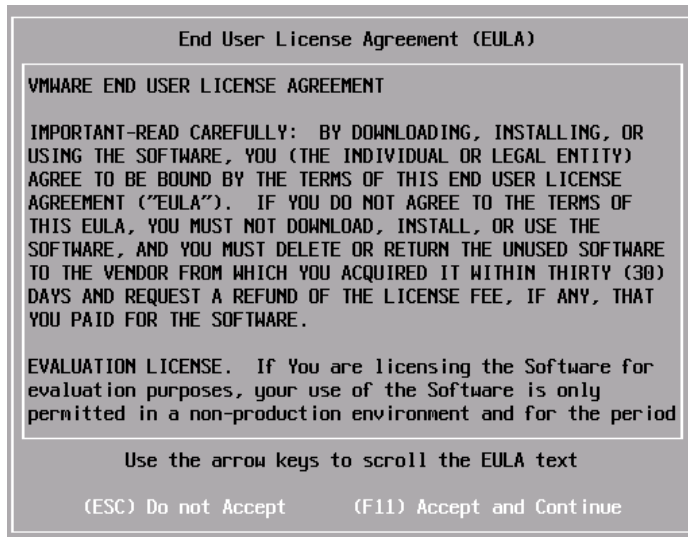 End User License Agreement (EULA)
VMWARE END USER LICENSE AGREEMENT
IMPORTANT-READ CAREFULLY:  BY DOWNLOADING, INSTALLING, OR
USING THE SOFTWARE, YOU (THE INDIVIDUAL OR LEGAL ENTITY)
AGREE TO BE BOUND BY THE TERMS OF THIS END USER LICENSE
AGREEMENT ("EULA").  IF YOU DO NOT AGREE TO THE TERMS OF
THIS EULA, YOU MUST NOT DOWNLOAD, INSTALL, OR USE THE
SOFTWARE, AND YOU MUST DELETE OR RETURN THE UNUSED SOFTWARE
TO THE VENDOR FROM WHICH YOU ACQUIRED IT WITHIN THIRTY (30)
DAYS AND REQUEST A REFUND OF THE LICENSE FEE, IF ANY, THAT
YOU PAID FOR THE SOFTWARE.
EVALUATION LICENSE.  If You are licensing the Software for
evaluation purposes, your use of the Software is only
permitted in a non-production environment and for the period
Use the arrow keys to scroll the EULA text
(ESC) Do not Accept (F11) Accept and Continue